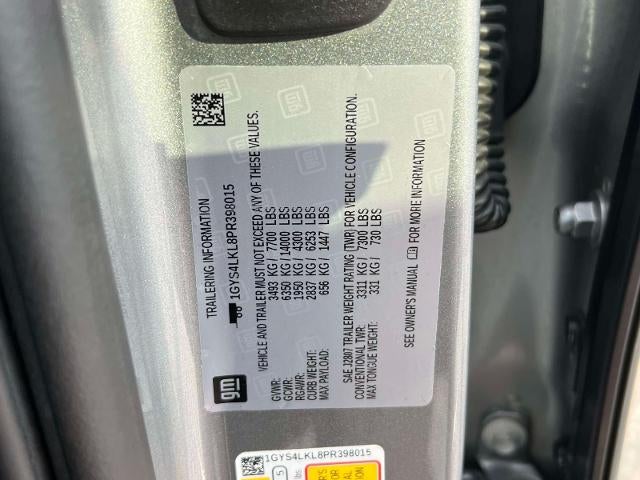 TRAILERING INFORMATION
1GYS4LKL8PR398015
VEHICLE AND TRAILER MUST NOT EXCEED ANY OF THESE VALUES.
GVWR: 3493 KG / 7700 LBS
GCWR: 6350 KG / 14000 LBS
RGAWR: 1950 KG / 4300 LBS
CURB WEIGHT: 2837 KG / 6253 LBS
MAX PAYLOAD: 656 KG / 1447 LBS
SAE J2807 TRAILER WEIGHT RATING (TWR) FOR VEHICLE CONFIGURATION.
CONVENTIONAL TWR: 3311 KG / 7300 LBS
MAX TONGUE WEIGHT: 331 KG / 730 LBS
SEE OWNER'S MANUAL FOR MORE INFORMATION
gm
1GYS4LKL8PR398015
5